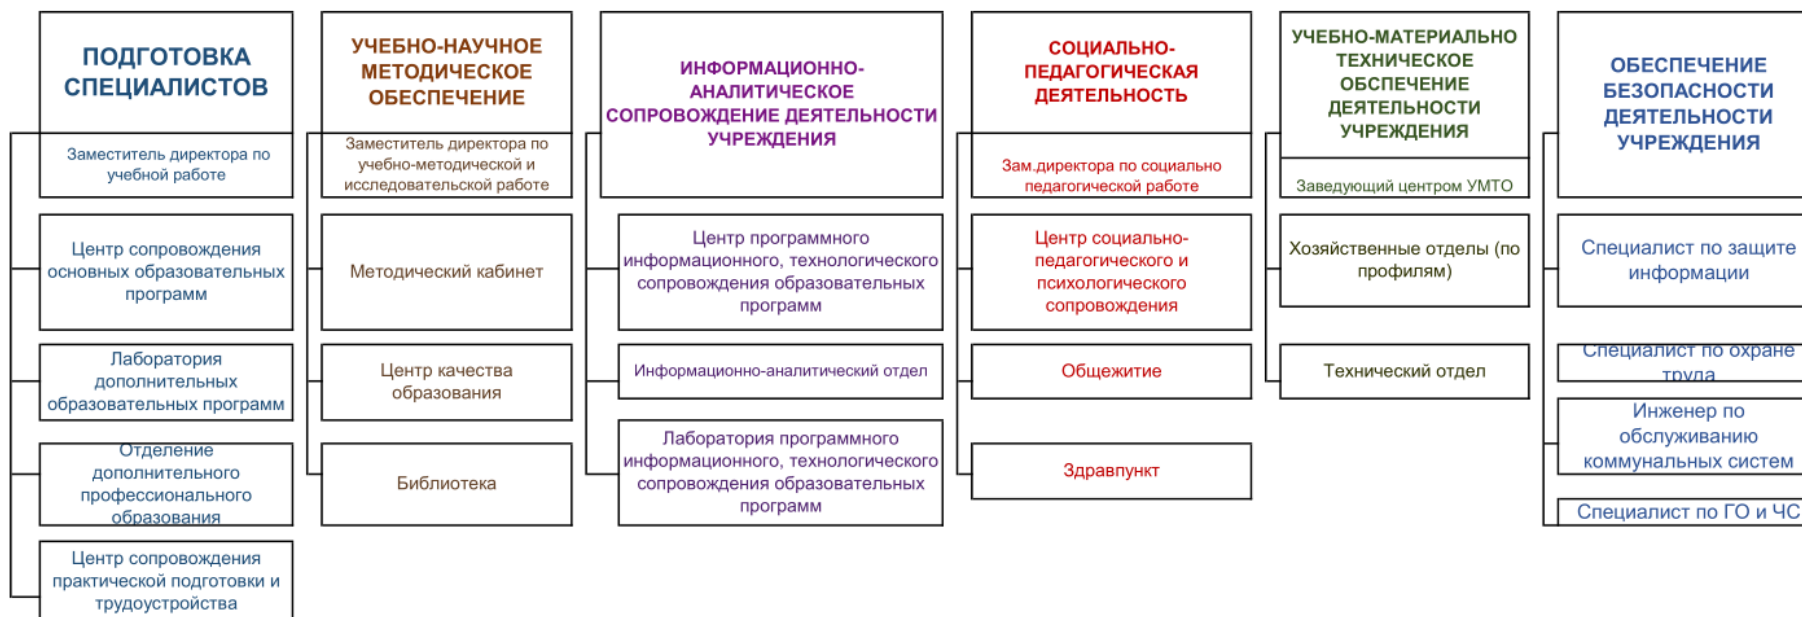 ПОДГОТОВКА
СПЕЦИАЛИСТОВ
Заместитель директора по
учебной работе
Центр сопровождения
основных образовательных
программ
Лаборатория
дополнительных
образовательных программ
Отделение
дополнительного
профессионального
образования
Центр сопровождения
практической подготовки и
трудоустройства
УЧЕБНО-НАУЧНОЕ
МЕТОДИЧЕСКОЕ
ОБЕСПЕЧЕНИЕ
Заместитель директора по
учебно-методической и
исследовательской работе
Методический кабинет
Центр качества
образования
Библиотека
ИНФОРМАЦИОННО-
АНАЛИТИЧЕСКОЕ
СОПРОВОЖДЕНИЕ ДЕЯТЕЛЬНОСТИ
УЧРЕЖДЕНИЯ
Центр программного
информационного, технологического
сопровождения образовательных
программ
Информационно-аналитический отдел
Лаборатория программного
информационного, технологического
сопровождения образовательных
программ
СОЦИАЛЬНО-
ПЕДАГОГИЧЕСКАЯ
ДЕЯТЕЛЬНОСТЬ
Зам.директора по социально
педагогической работе
Центр социально-
педагогического и
психологического
сопровождения
Общежитие
Здравпункт
УЧЕБНО-МАТЕРИАЛЬНО
ТЕХНИЧЕСКОЕ
ОБСПЕЧЕНИЕ
ДЕЯТЕЛЬНОСТИ
УЧРЕЖДЕНИЯ
Заведующий центром УМТО
Хозяйственные отделы (по
профилям)
Технический отдел
ОБЕСПЕЧЕНИЕ
БЕЗОПАСНОСТИ
ДЕЯТЕЛЬНОСТИ
УЧРЕЖДЕНИЯ
Специалист по защите
информации
Специалист по охране
труда
Инженер по
обслуживанию
коммунальных систем
Специалист по ГО и ЧС